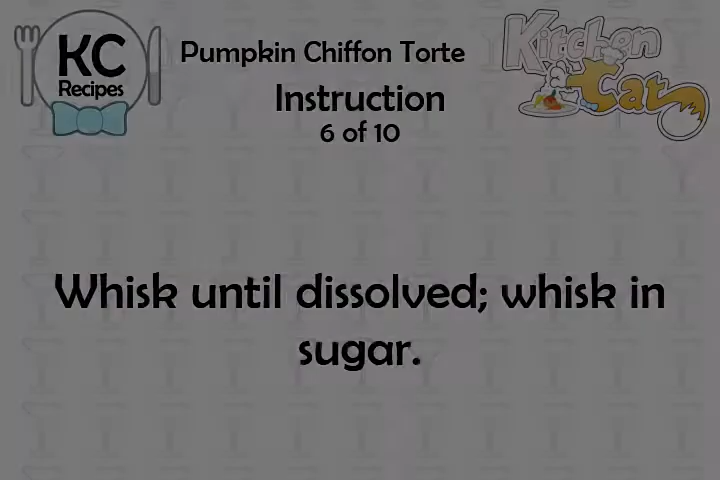 KC
Recipes
Pumpkin Chiffon Torte
Kitchen
Cat
Instruction
6 of 10
Whisk until dissolved; whisk in
sugar.